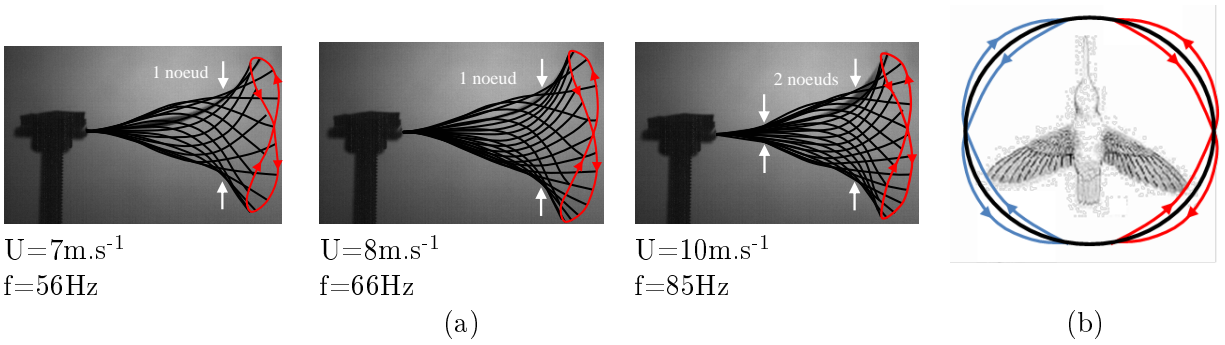 1 noeud
1 noeud
2 noeuds
U=7m.s-1
f=56Hz
U=8m.s-1
f=66Hz
U=10m.s-1
f=85Hz
(a)
(b)